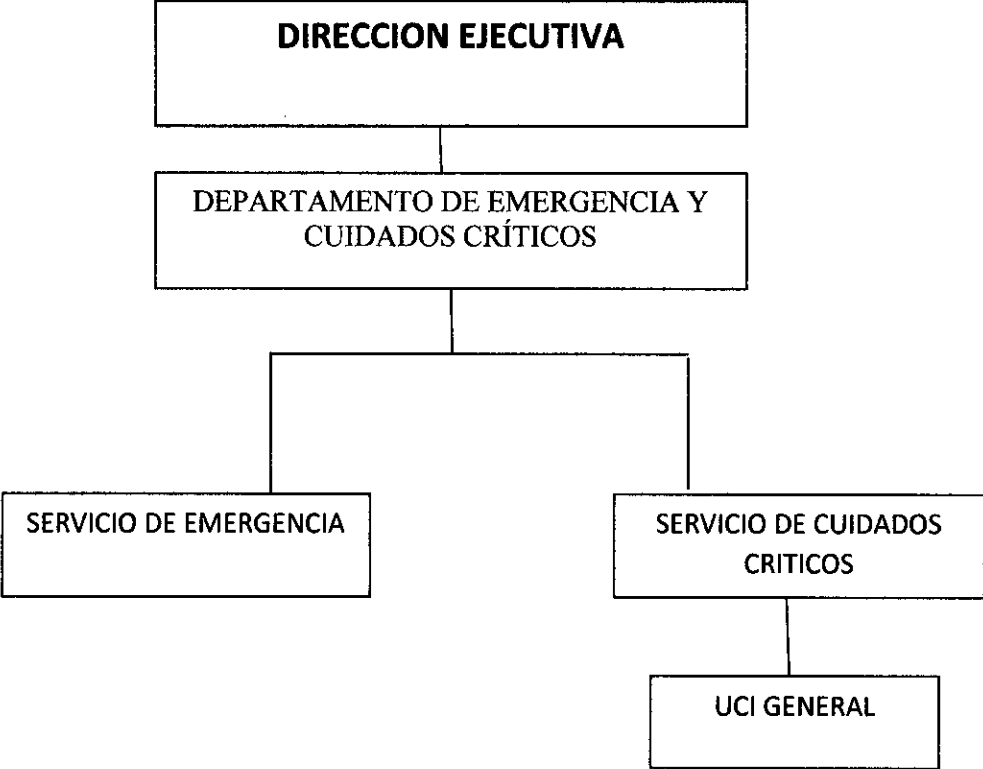 DIRECCION EJECUTIVA
DEPARTAMENTO DE EMERGENCIA Y
CUIDADOS CRÍTICOS
SERVICIO DE EMERGENCIA
SERVICIO DE CUIDADOS
CRITICOS
UCI GENERAL